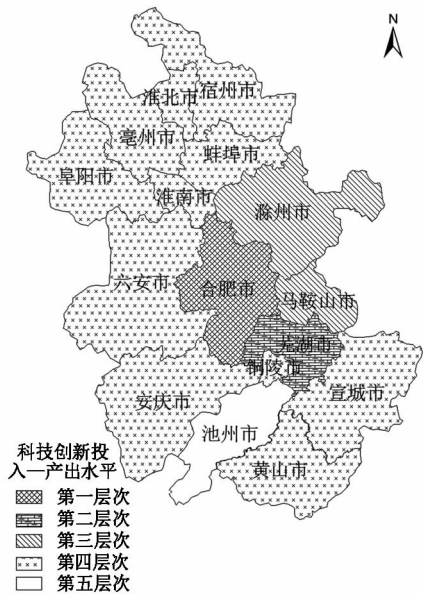 N
淮北市
宿州市
亳州市
蚌埠市
阜阳市
淮南市
滁州市
六安市
合肥市
马鞍山市
芜湖市
铜陵市
宣城市
安庆市
池州市
黄山市
科技创新投
入一产出水平
第一层次
第二层次
第三层次
第四层次
第五层次